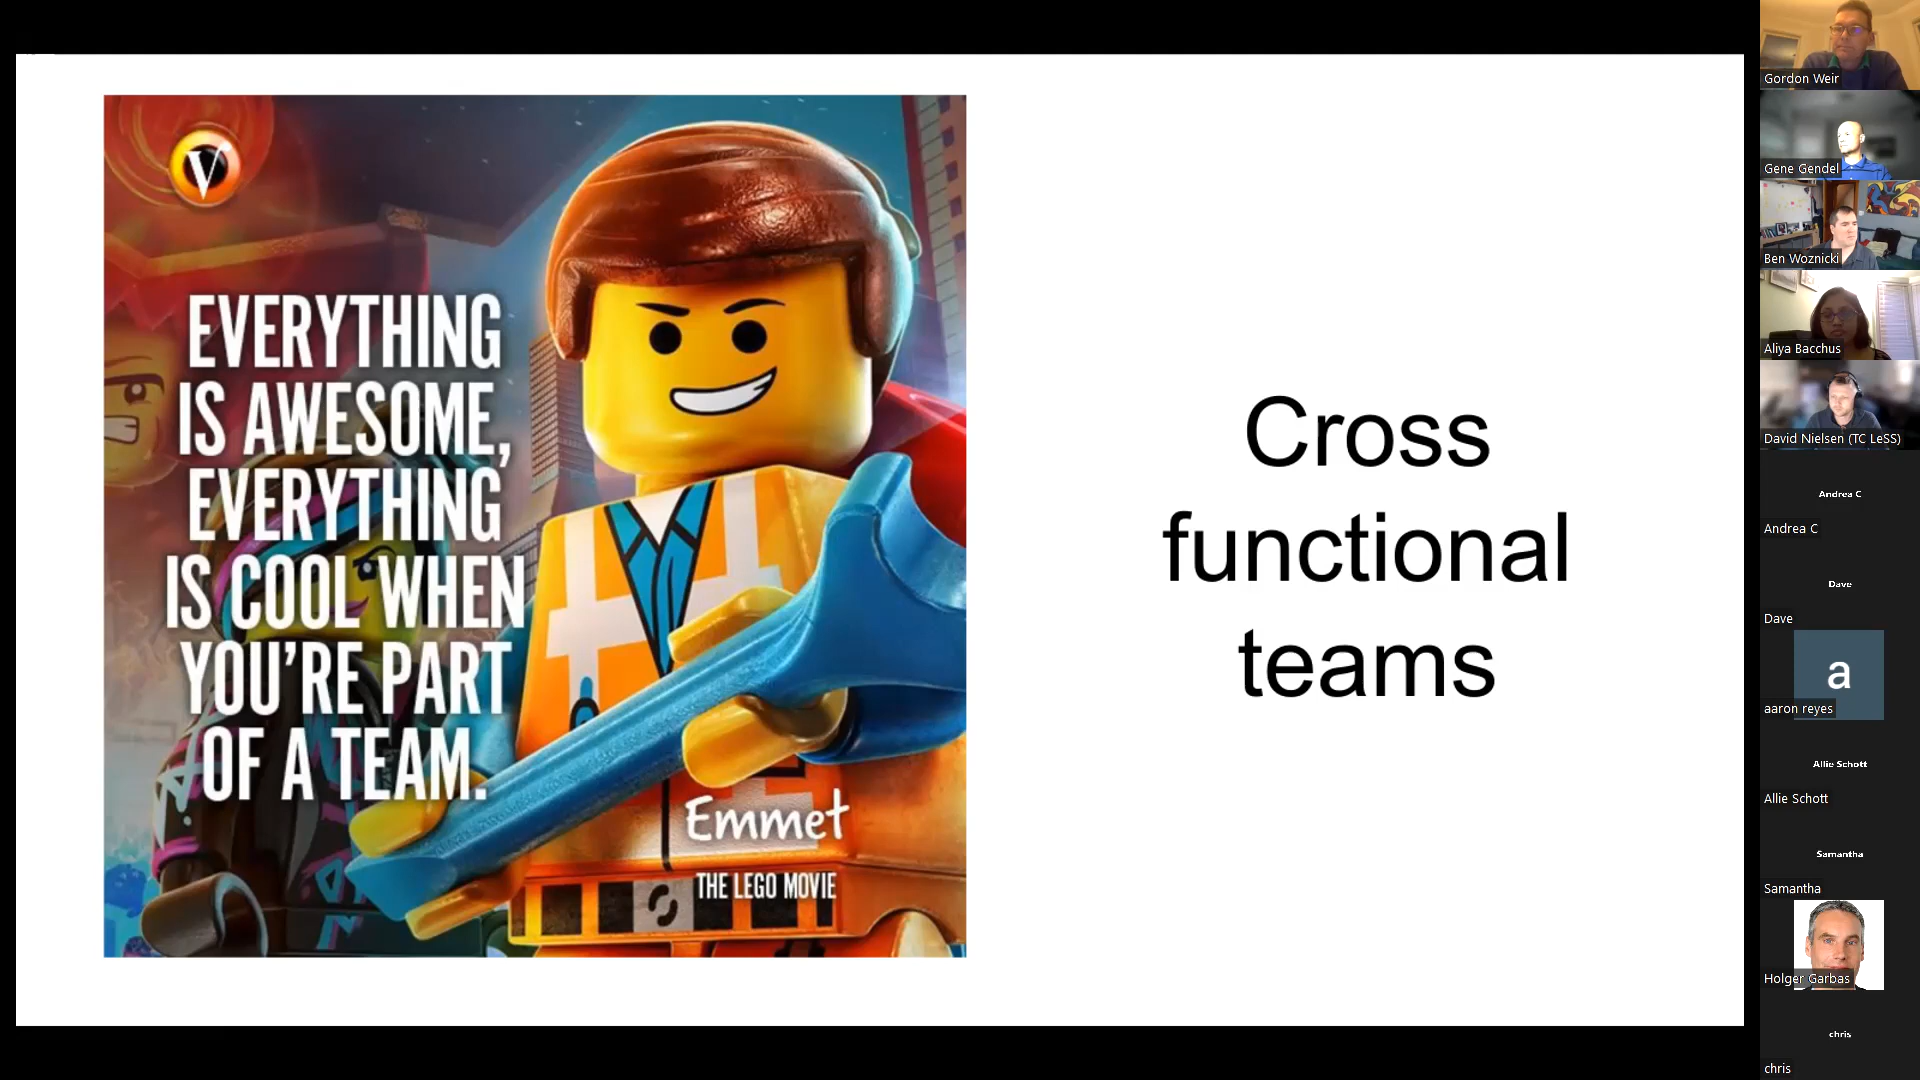 V
EVERYTHING
IS AWESOME,
EVERYTHING
IS COOL WHEN
YOU’RE PART
OF A TEAM.
Emmet
THE LEGO MOVIE
Cross
functional
teams
Gordon Weir
Gene Gendel
Ben Woznicki
Aliya Bacchus
David Nielsen (TC LeSS)
Andrea C
Andrea C
Dave
Dave
a
aaron reyes
Allie Schott
Allie Schott
Samantha
Samantha
Holger Garbas
chris
chris